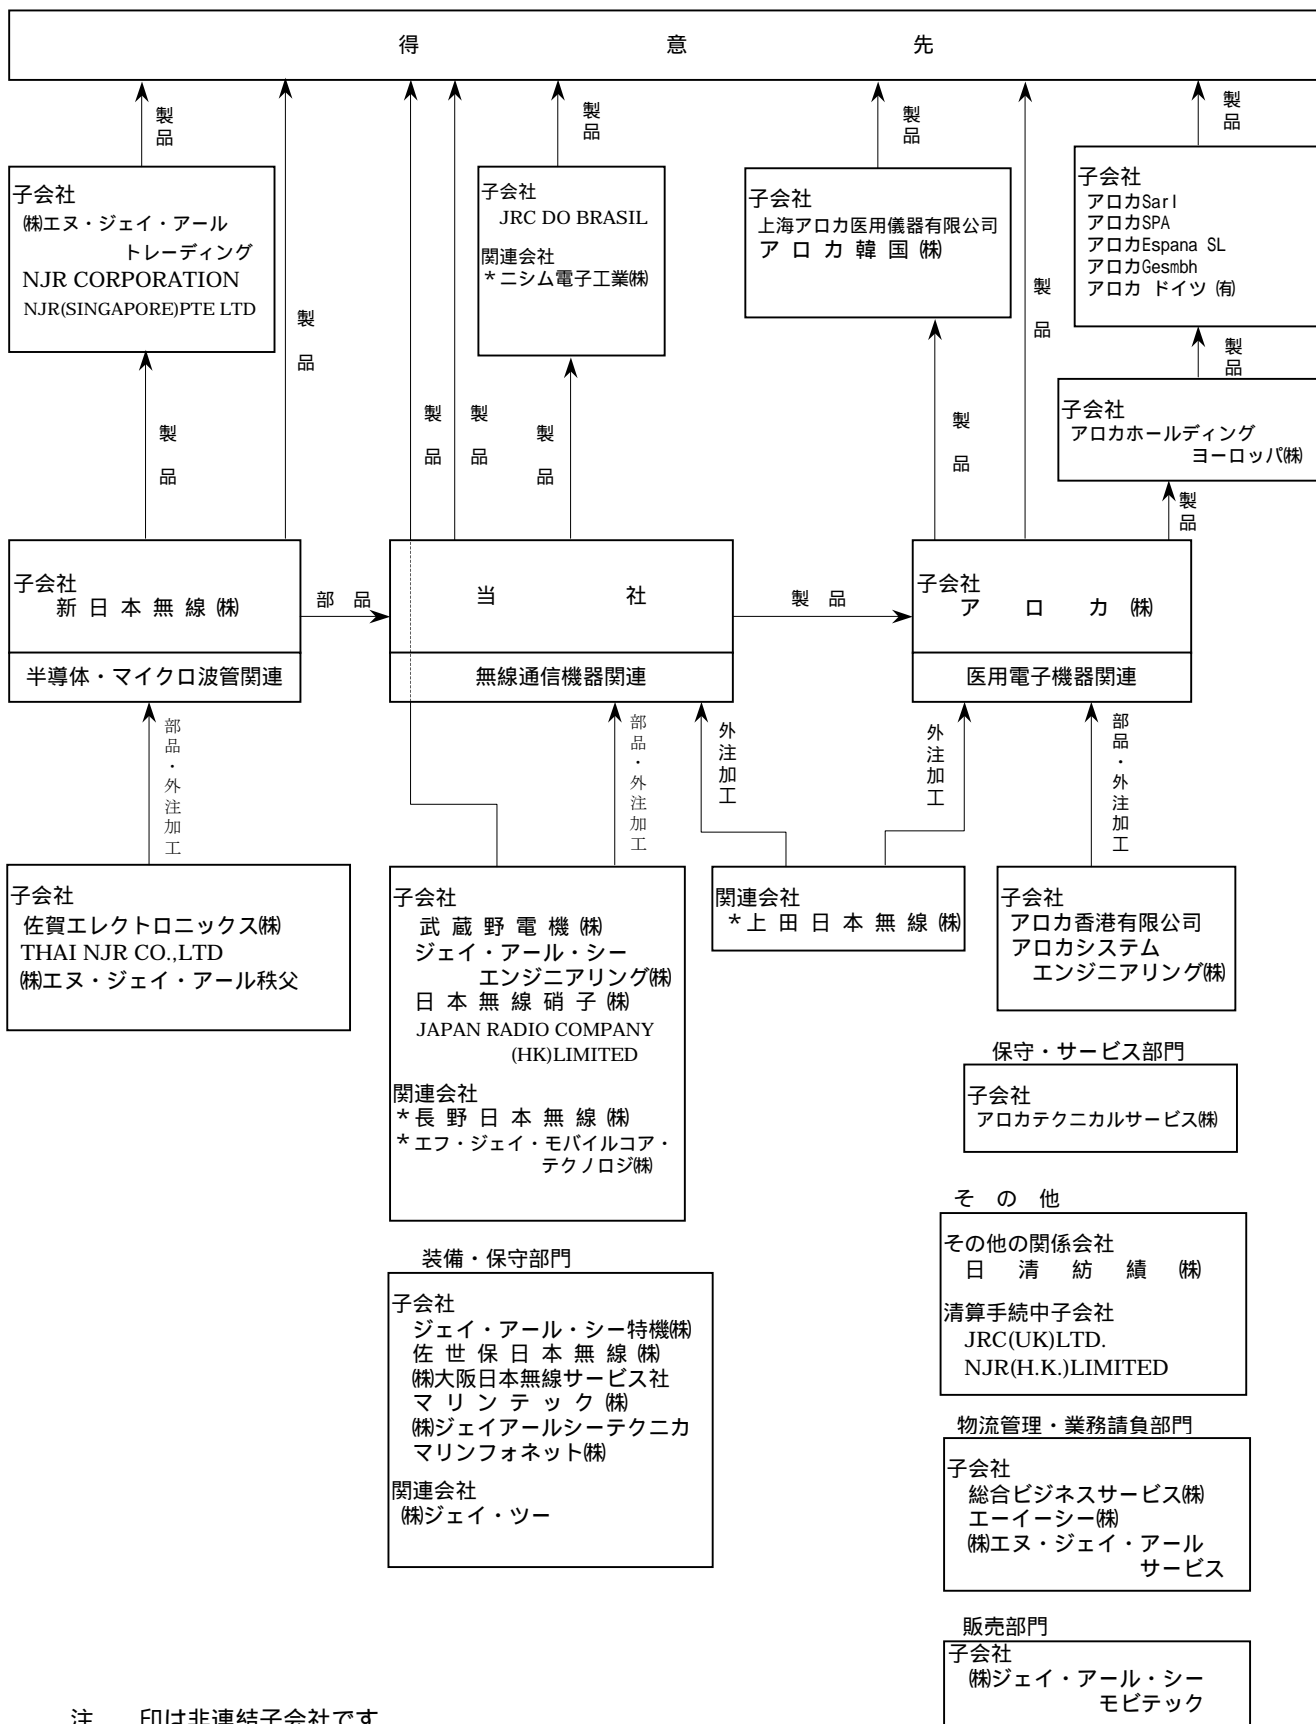 得意先
製品
製品
製品
製品
製品
製品
子会社
㈱エヌ・ジェイ・アール
トレーディング
NJR CORPORATION
NJR(SINGAPORE)PTE LTD
子会社
JRC DO BRASIL
関連会社
*ニシム電子工業㈱
子会社
上海アロカ医用儀器有限公司
アロカ韓国㈱
子会社
アロカSarl
アロカSPA
アロカEspana SL
アロカGesmbh
アロカ ドイツ ㈲
製品
子会社
アロカホールディング
ヨーロッパ㈱
製品
製品
製品
製品
製品
製品
子会社
新日本無線㈱
半導体・マイクロ波管関連
部品
当社
無線通信機器関連
製品
子会社
アロカ㈱
医用電子機器関連
部品・外注加工
部品・外注加工
外注加工
外注加工
部品・外注加工
子会社
佐賀エレクトロニックス㈱
THAI NJR CO.,LTD
㈱エヌ・ジェイ・アール秩父
子会社
武蔵野電機㈱
ジェイ・アール・シー
エンジニアリング㈱
日本無線硝子㈱
JAPAN RADIO COMPANY
(HK)LIMITED
関連会社
*長野日本無線㈱
*エフ・ジェイ・モバイルコア・
テクノロジ㈱
関連会社
*上田日本無線㈱
子会社
アロカ香港有限公司
アロカシステム
エンジニアリング㈱
保守・サービス部門
子会社
アロカテクニカルサービス㈱
装備・保守部門
子会社
ジェイ・アール・シー特機㈱
佐世保日本無線㈱
㈱大阪日本無線サービス社
マリンテック㈱
㈱ジェイアールシーテクニカ
マリンフォネット㈱
関連会社
㈱ジェイ・ツー
その他
その他の関係会社
日清紡績㈱
清算手続中子会社
JRC(UK)LTD.
NJR(H.K.)LIMITED
物流管理・業務請負部門
子会社
総合ビジネスサービス㈱
エーイーシー㈱
㈱エヌ・ジェイ・アール
サービス
販売部門
子会社
㈱ジェイ・アール・シー
モビテック
注 印は非連結子会社です